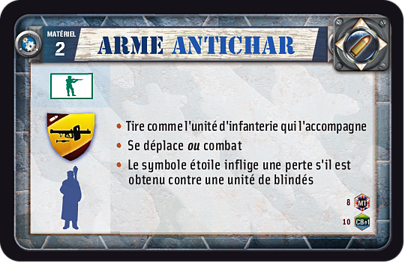 MATÉRIEL
2
ARME ANTICHAR
• Tire comme l'unité d'infanterie qui l'accompagne
• Se déplace ou combat
• Le symbole étoile inflige une perte s'il est
obtenu contre une unité de blindés
8 MT
10